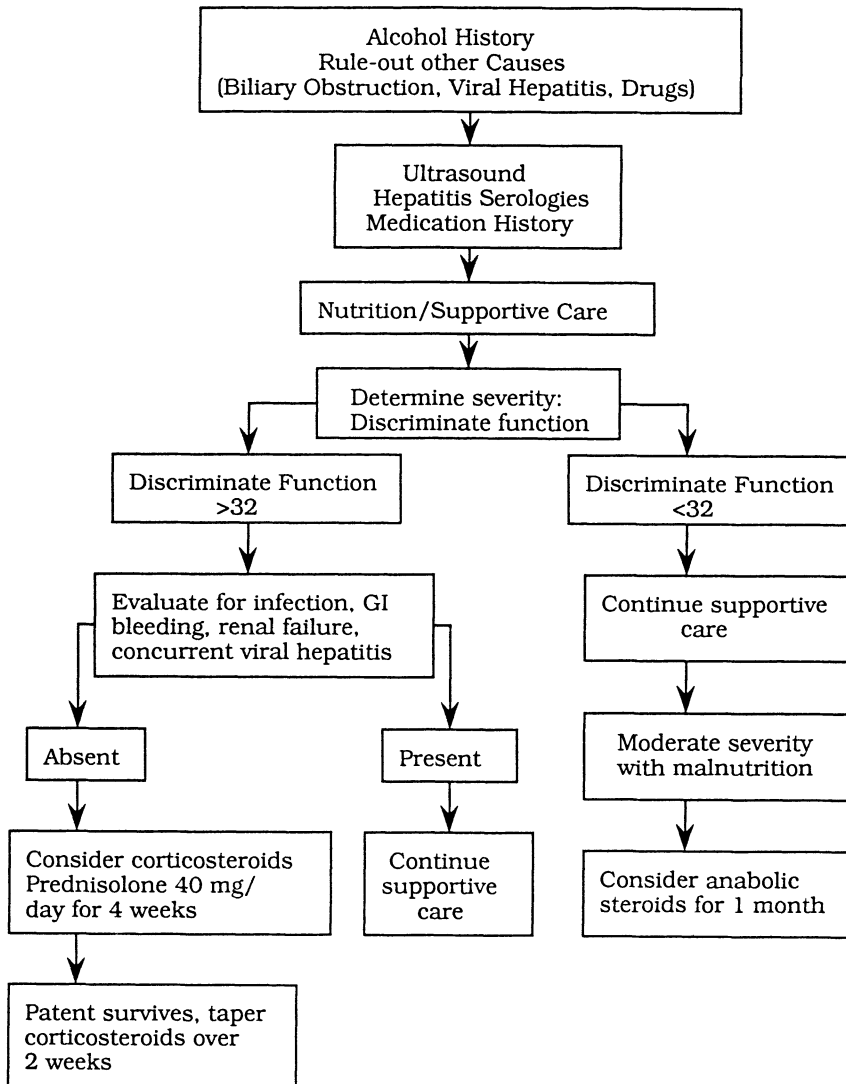 Alcohol History
Rule-out other Causes
(Biliary Obstruction, Viral Hepatitis, Drugs)
Ultrasound
Hepatitis Serologies
Medication History
Nutrition/Supportive Care
Determine severity:
Discriminate function
Discriminate Function
>32
Discriminate Function
<32
Evaluate for infection, GI
bleeding, renal failure,
concurrent viral hepatitis
Continue supportive
care
Absent
Present
Moderate severity
with malnutrition
Consider corticosteroids
Prednisolone 40 mg/
day for 4 weeks
Continue
supportive
care
Consider anabolic
steroids for 1 month
Patent survives, taper
corticosteroids over
2 weeks